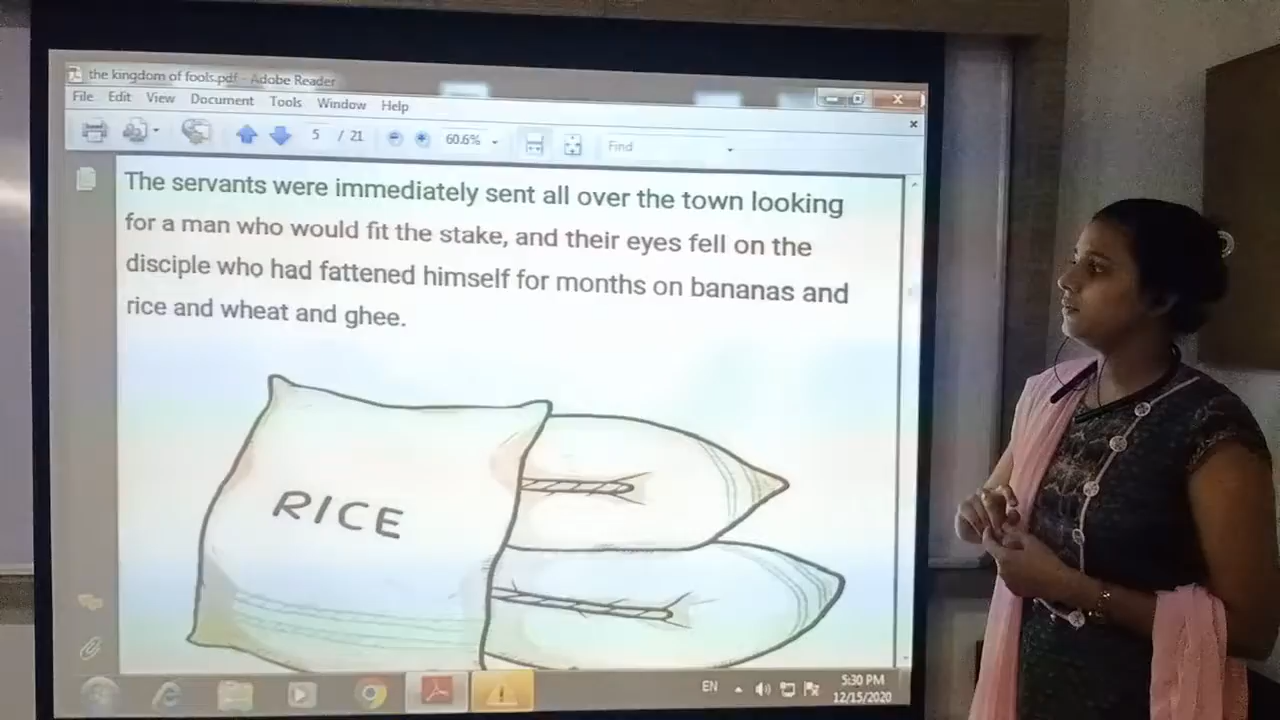 the kingdom of fools.pdf - Adobe Reader
File Edit View Document Tools Window Help
5 / 21 60.6% Find
The servants were immediately sent all over the town looking
for a man who would fit the stake, and their eyes fell on the
disciple who had fattened himself for months on bananas and
rice and wheat and ghee.
RICE
EN 5:30 PM
12/15/2020